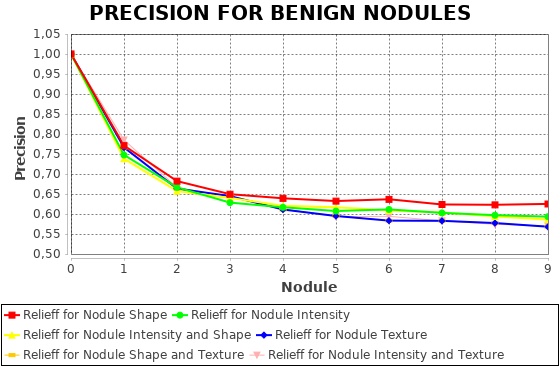 PRECISION FOR BENIGN NODULES
1,05
1,00
0,95
0,90
0,85
0,80
0,75
0,70
0,65
0,60
0,55
0,50
Precision
0 1 2 3 4 5 6 7 8 9
Nodule
Relieff for Nodule Shape Relieff for Nodule Intensity
Relieff for Nodule Intensity and Shape Relieff for Nodule Texture
Relieff for Nodule Shape and Texture Relieff for Nodule Intensity and Texture